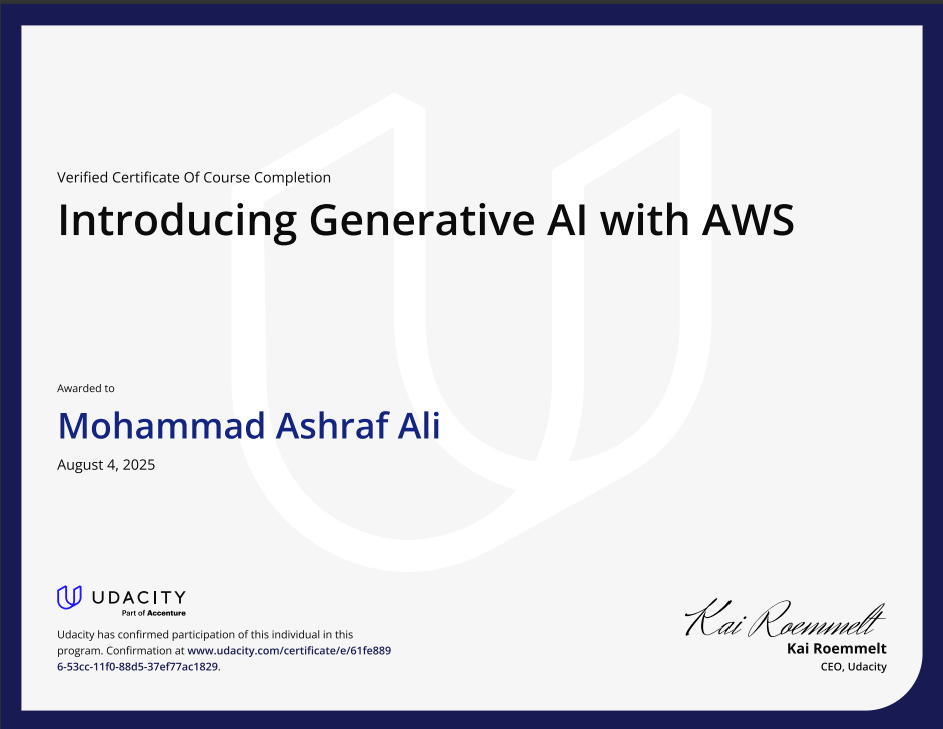 Verified Certificate Of Course Completion
Introducing Generative AI with AWS
Awarded to
Mohammad Ashraf Ali
August 4, 2025
UDACITY
Part of Accenture
Udacity has confirmed participation of this individual in this
program. Confirmation at www.udacity.com/certificate/e/61fe889
6-53cc-11f0-88d5-37ef77ac1829.
Kai Roemmelt
Kai Roemmelt
CEO, Udacity